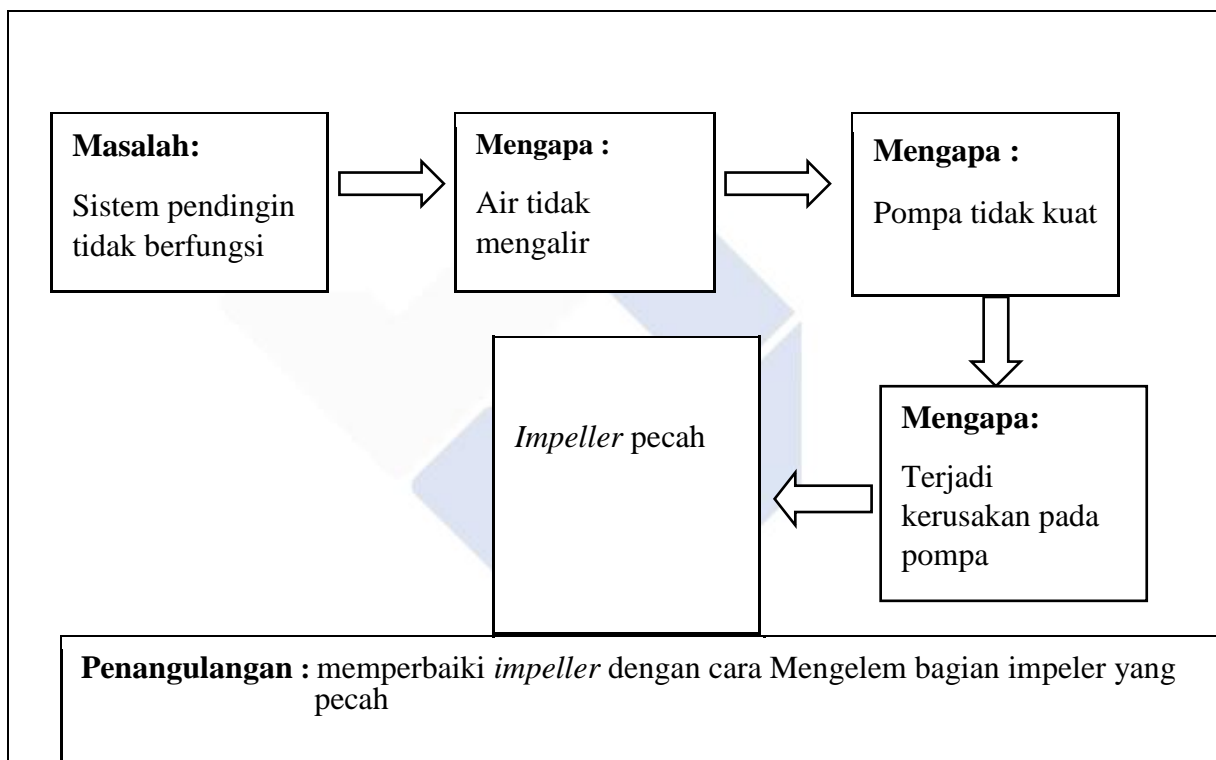 Masalah:
Sistem pendingin
tidak berfungsi
Mengapa :
Air tidak
mengalir
Mengapa :
Pompa tidak kuat
Mengapa:
Terjadi
kerusakan pada
pompa
Impeller pecah
Penangulangan : memperbaiki impeller dengan cara Mengelem bagian impeler yang
pecah